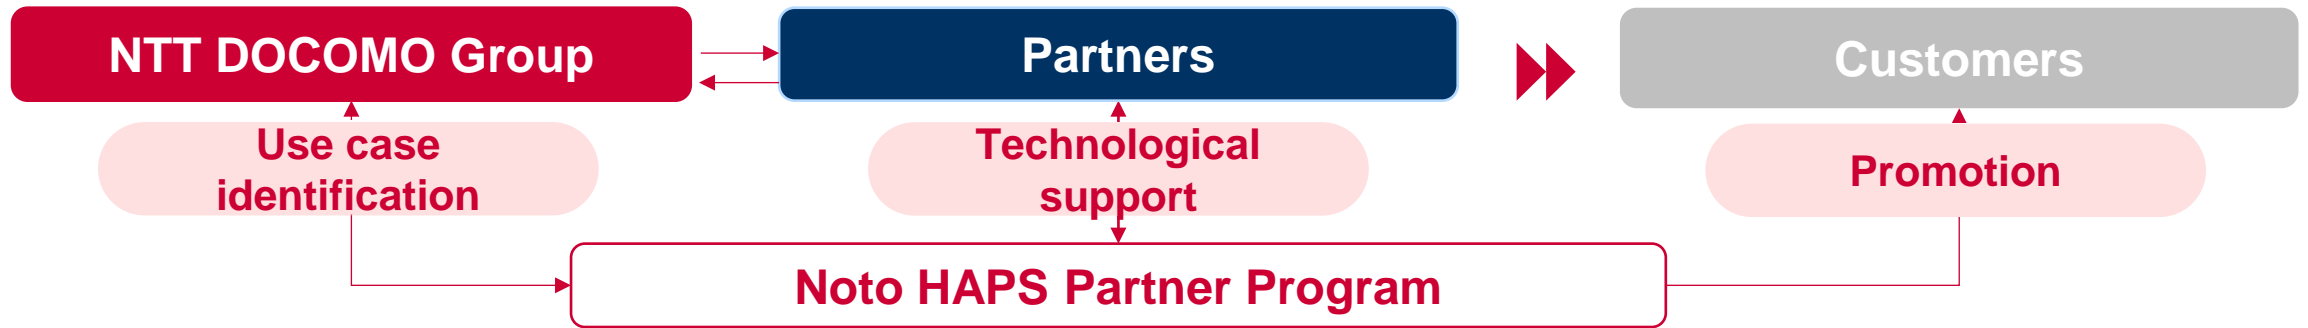 NTT DOCOMO Group
Partners
Customers
Use case
identification
Technological
support
Promotion
Noto HAPS Partner Program